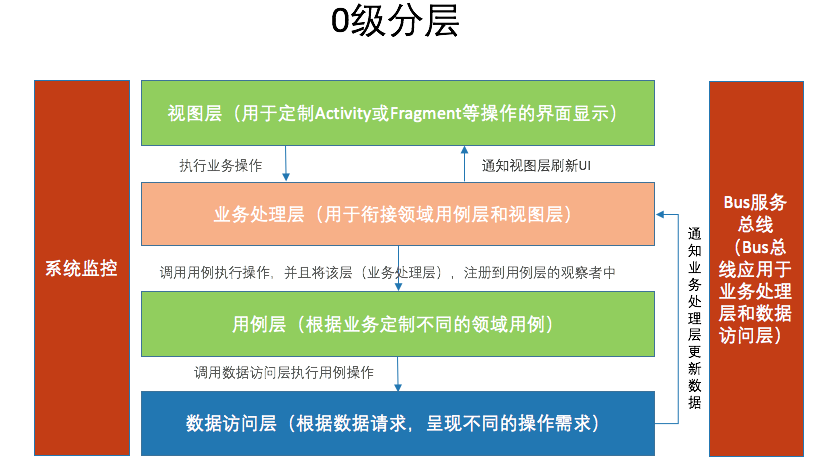 0级分层
系统监控
视图层（用于定制Activity或Fragment等操作的界面显示）
执行业务操作
通知视图层刷新UI
业务处理层（用于衔接领域用例层和视图层）
调用用例执行操作，并且将该层（业务处理层），注册到用例层的观察者中
用例层（根据业务定制不同的领域用例）
调用数据访问层执行用例操作
数据访问层（根据数据请求，呈现不同的操作需求）
通知业务处理层更新数据
Bus服务
总线
（Bus总
线应用于
业务处理
层和数据
访问层）